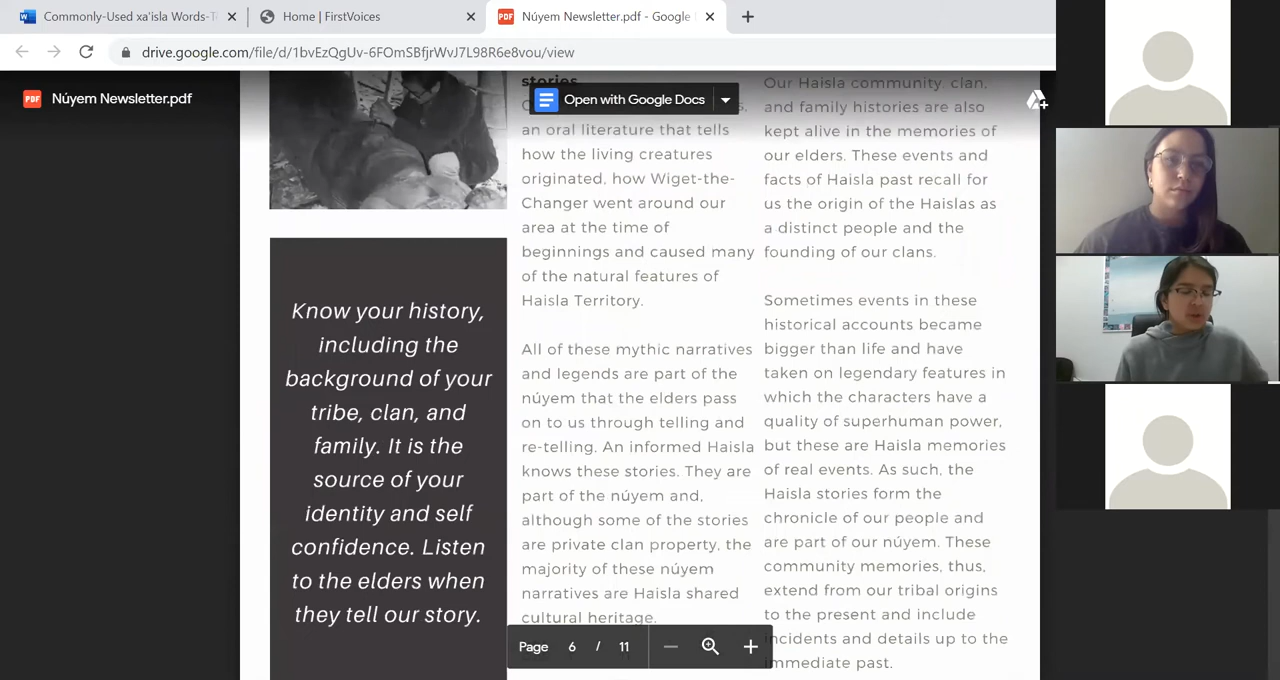 Commonly-Used xa'isla Words-T
Home | FirstVoices
Núyem Newsletter.pdf - Google
drive.google.com/file/d/1bvEzQgUv-6FOmSBfjrWvJ7L98R6e8vou/view
PDF
Núyem Newsletter.pdf
Open with Google Docs
Know your history,
including the
background of your
tribe, clan, and
family. It is the
source of your
identity and self
confidence. Listen
to the elders when
they tell our story.
stories
an oral literature that tells
how the living creatures
originated, how Wiget-the-
Changer went around our
area at the time of
beginnings and caused many
of the natural features of
Haisla Territory.
All of these mythic narratives
and legends are part of the
núyem that the elders pass
on to us through telling and
re-telling. An informed Haisla
knows these stories. They are
part of the núyem and,
although some of the stories
are private clan property, the
majority of these núyem
narratives are Haisla shared
cultural heritage.
Our Haisla community, clan,
and family histories are also
kept alive in the memories of
our elders. These events and
facts of Haisla past recall for
us the origin of the Haislas as
a distinct people and the
founding of our clans.
Sometimes events in these
historical accounts became
bigger than life and have
taken on legendary features in
which the characters have a
quality of superhuman power,
but these are Haisla memories
of real events. As such, the
Haisla stories form the
chronicle of our people and
are part of our núyem. These
community memories, thus,
extend from our tribal origins
to the present and include
incidents and details up to the
immediate past.
Page 6 / 11